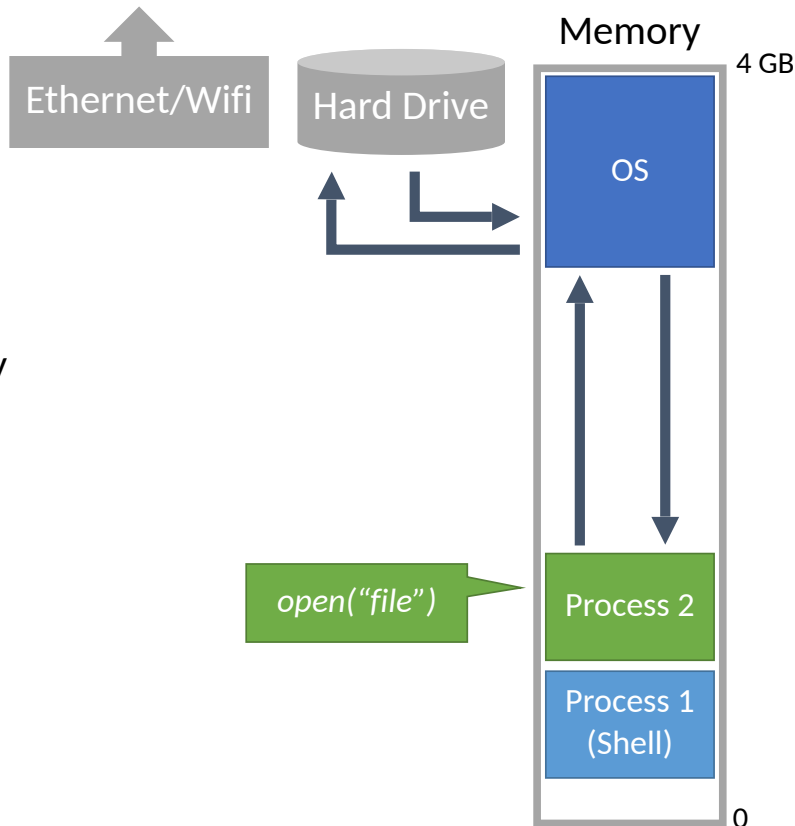 Memory
4 GB
Ethernet/Wifi
Hard Drive
OS
y
open(“file”)
Process 2
Process 1
(Shell)
0